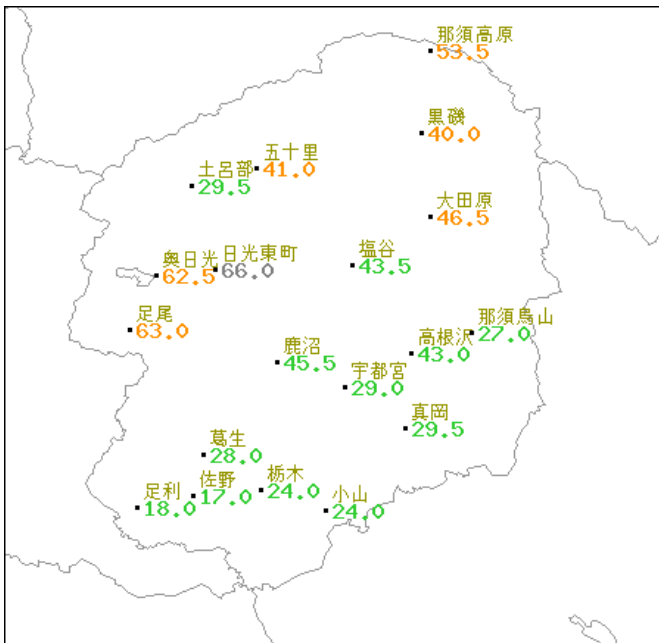 那須高原
53.5
黒磯
40.0
五十里
41.0
土呂部
29.5
大田原
46.5
塩谷
43.5
日光東町
66.0
奥日光
62.5
足尾
63.0
那須烏山
27.0
高根沢
43.0
鹿沼
45.5
宇都宮
29.0
真岡
29.5
葛生
28.0
佐野
17.0
栃木
24.0
足利
18.0
小山
24.0